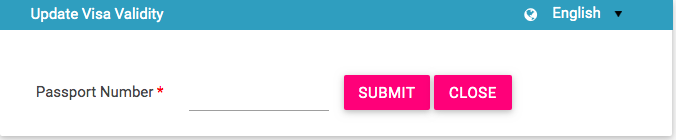 Update Visa Validity English
Passport Number * SUBMIT CLOSE